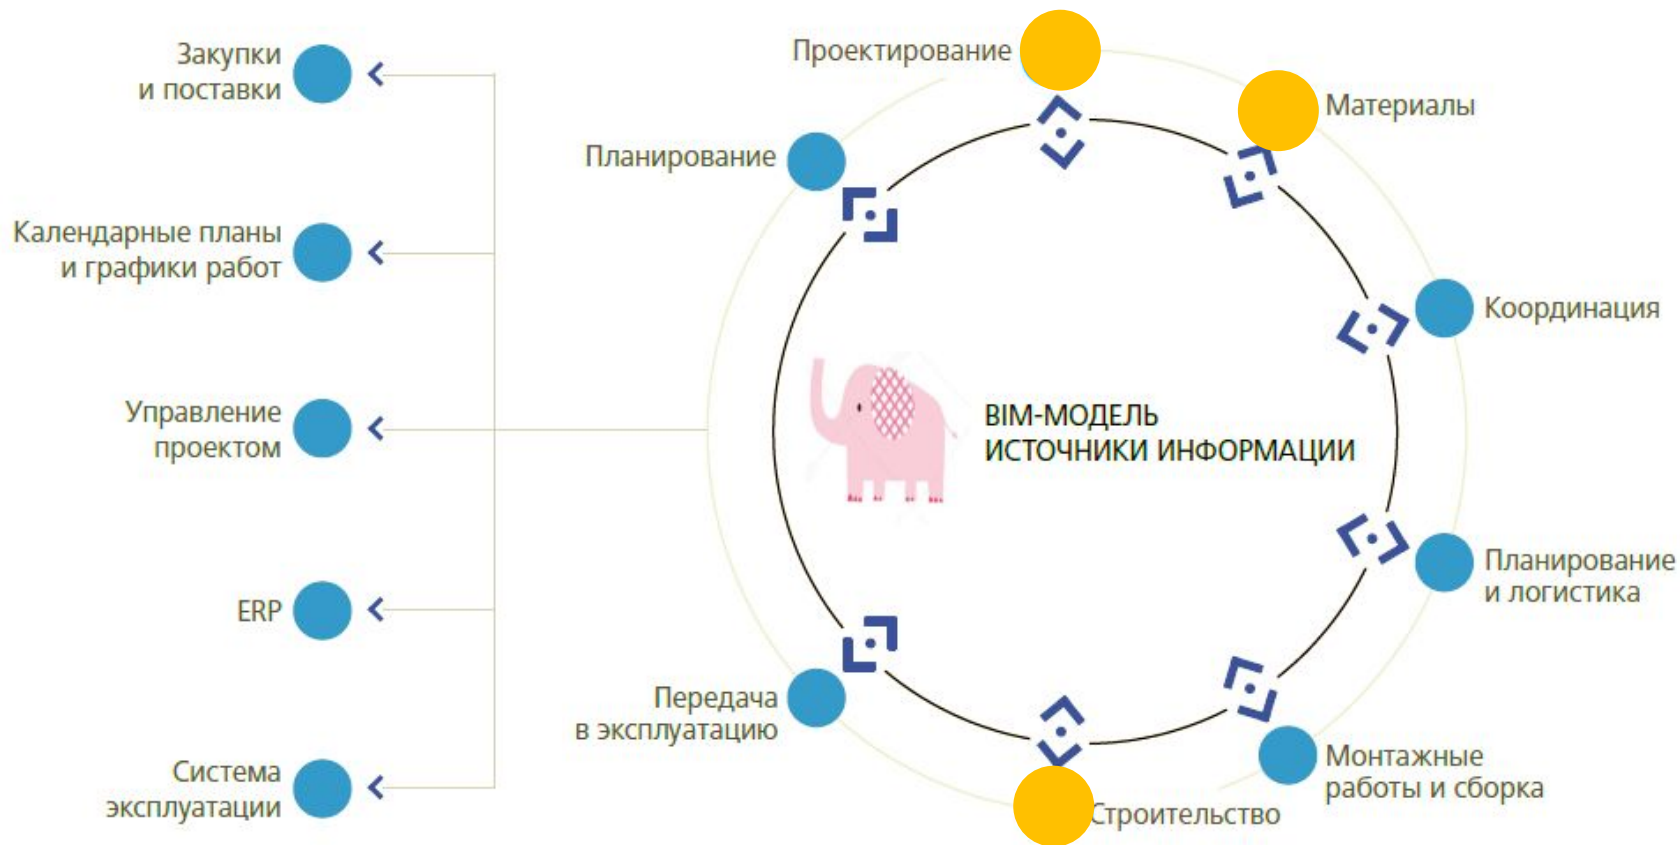 Закупки
и поставки
Календарные планы
и графики работ
Управление
проектом
ERP
Система
эксплуатации
Проектирование
Материалы
Планирование
Координация
BIM-МОДЕЛЬ
ИСТОЧНИКИ ИНФОРМАЦИИ
Планирование
и логистика
Передача
в эксплуатацию
Монтажные
работы и сборка
Строительство